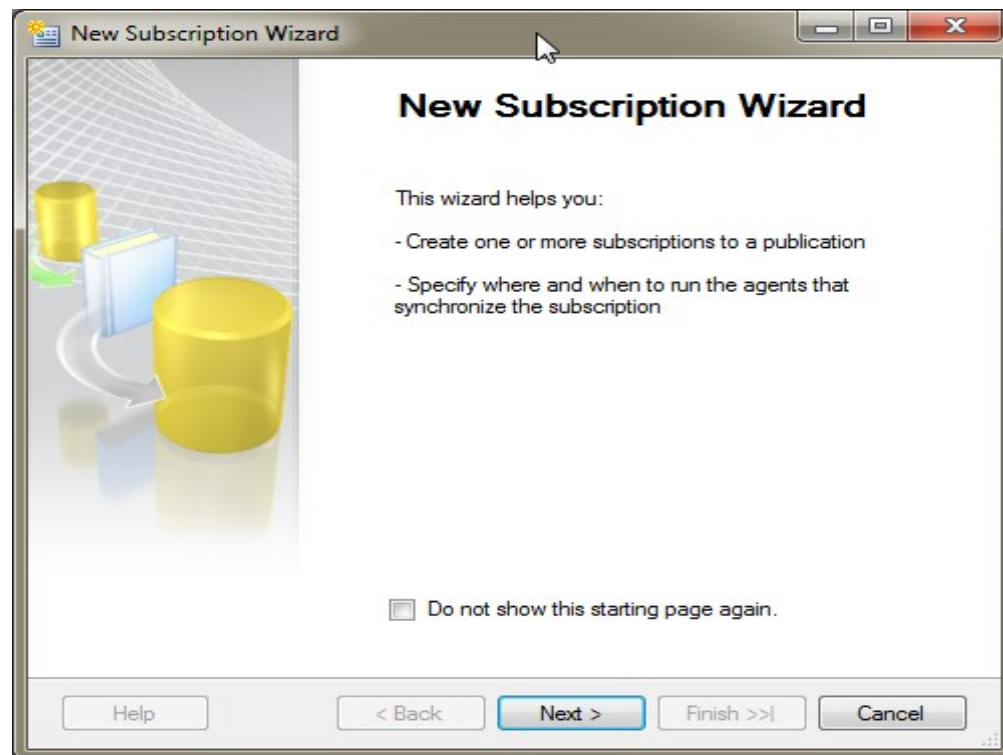 New Subscription Wizard
New Subscription Wizard
This wizard helps you:
- Create one or more subscriptions to a publication
- Specify where and when to run the agents that
synchronize the subscription
Do not show this starting page again.
Help
< Back
Next >
Finish >>|
Cancel